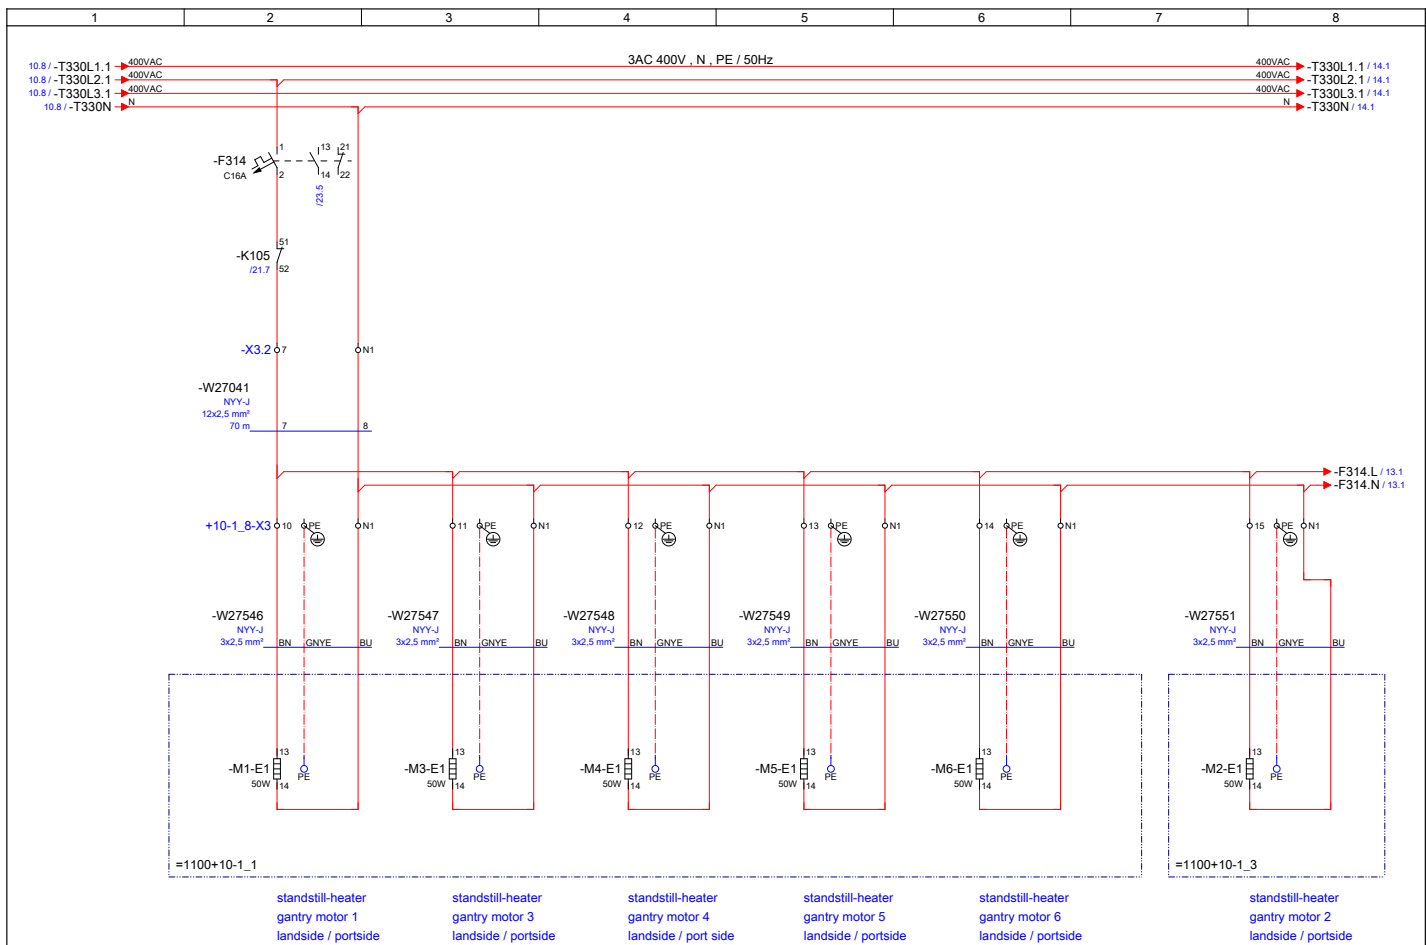 1 2 3 4 5 6 7 8
3AC 400V , N , PE / 50Hz
10.8 / -T330L1.1 400VAC 400VAC -T330L1.1 / 14.1
10.8 / -T330L2.1 400VAC 400VAC -T330L2.1 / 14.1
10.8 / -T330L3.1 400VAC 400VAC -T330L3.1 / 14.1
10.8 / -T330N N N -T330N / 14.1
1 13 21
-F314
C16A 2 14 22
/23.5
51
-K105
/21.7 52
-X3.2 7 N1
-W27041
NYY-J
12x2,5 mm²
70 m 7 8
-F314.L / 13.1
-F314.N / 13.1
+10-1_8-X3 10 PE N1 11 PE N1 12 PE N1 13 PE N1 14 PE N1 15 PE N1
-W27546 -W27547 -W27548 -W27549 -W27550 -W27551
NYY-J NYY-J NYY-J NYY-J NYY-J NYY-J
3x2,5 mm² BN GNYE BU 3x2,5 mm² BN GNYE BU 3x2,5 mm² BN GNYE BU 3x2,5 mm² BN GNYE BU 3x2,5 mm² BN GNYE BU 3x2,5 mm² BN GNYE BU
13 13 13 13 13 13
-M1-E1 PE -M3-E1 PE -M4-E1 PE -M5-E1 PE -M6-E1 PE -M2-E1 PE
50W 14 50W 14 50W 14 50W 14 50W 14 50W 14
=1100+10-1_1 =1100+10-1_3
standstill-heater standstill-heater standstill-heater standstill-heater standstill-heater standstill-heater
gantry motor 1 gantry motor 3 gantry motor 4 gantry motor 5 gantry motor 6 gantry motor 2
landside / portside landside / portside landside / port side landside / portside landside / portside landside / portside